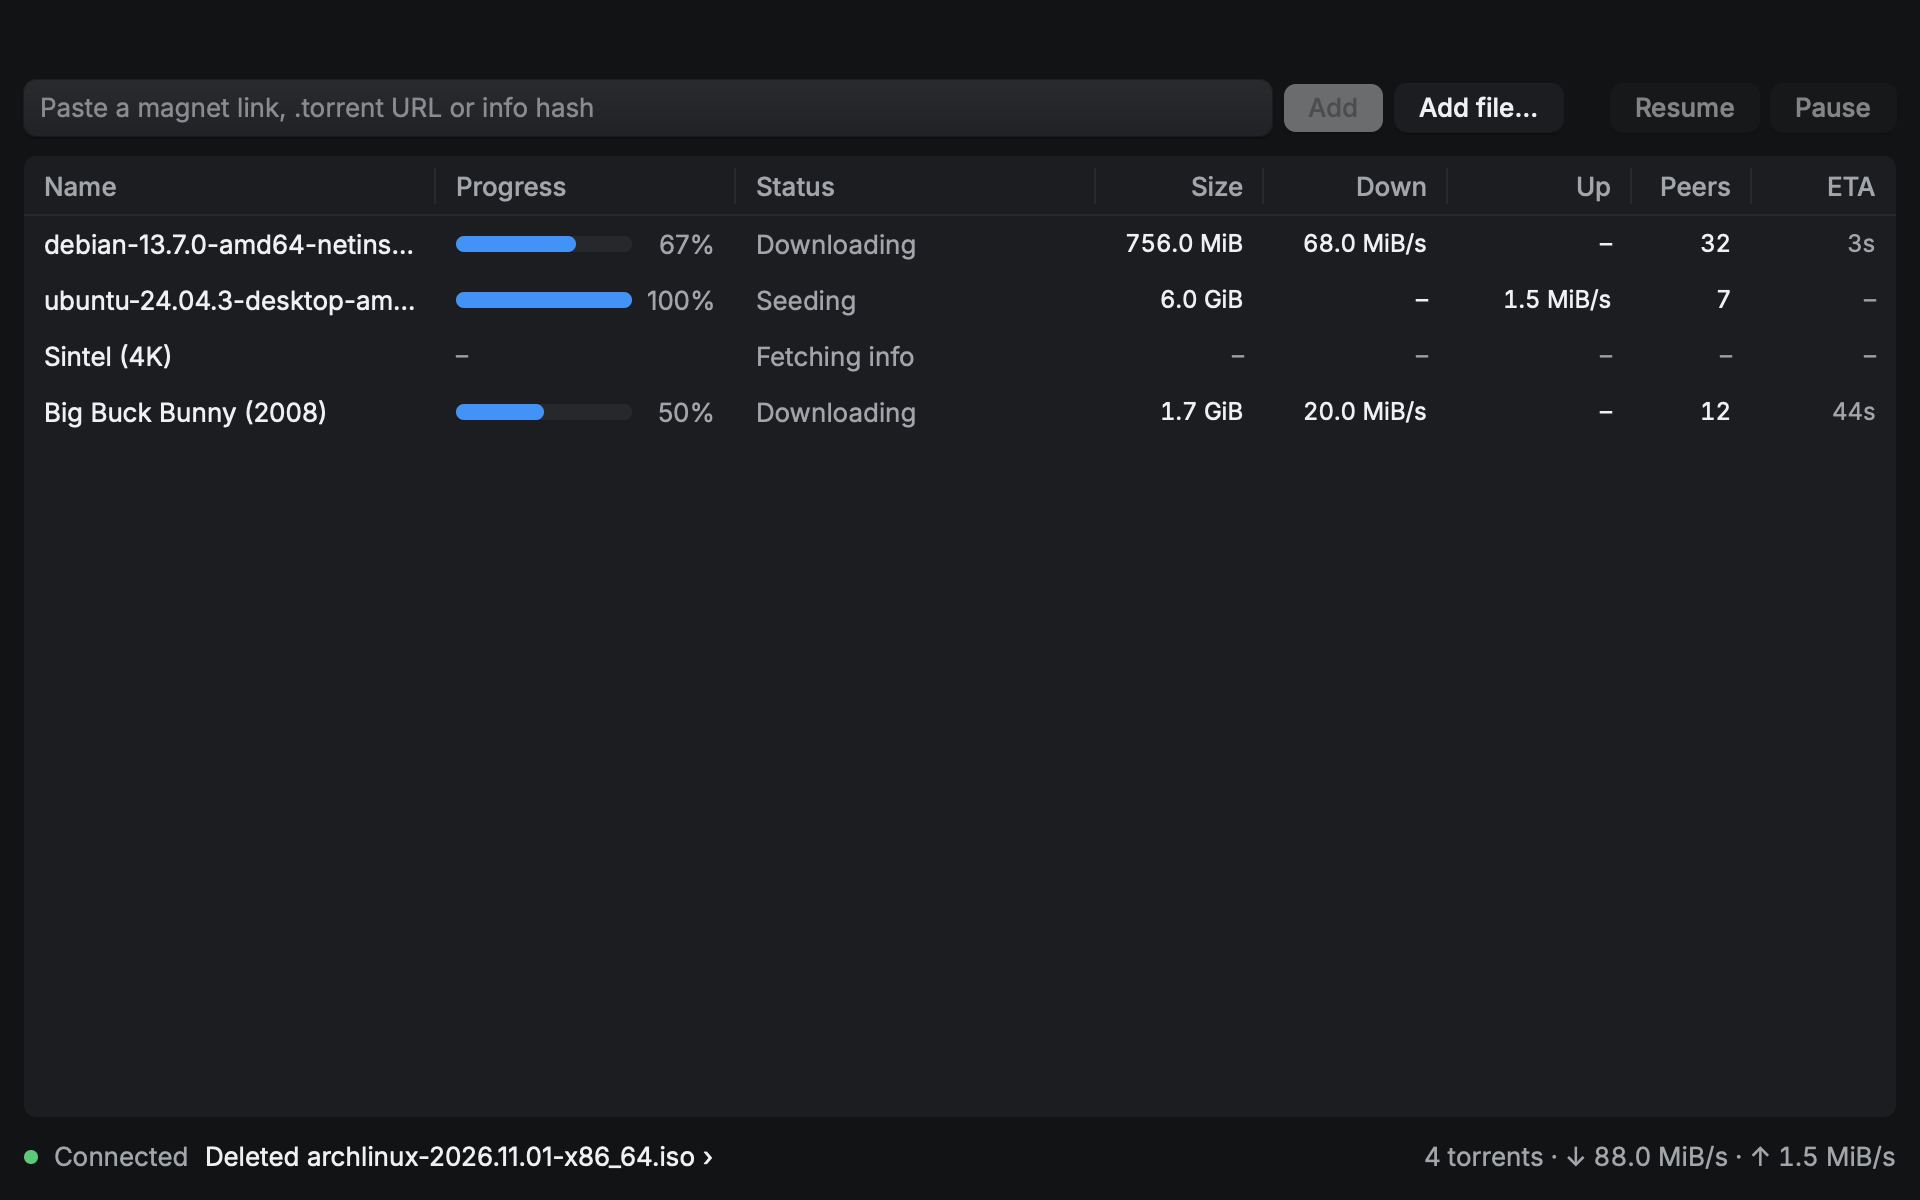 Paste a magnet link, .torrent URL or info hash Add Add file... Resume Pause
Name Progress Status Size Down Up Peers ETA
debian-13.7.0-amd64-netins... 67% Downloading 756.0 MiB 68.0 MiB/s – 32 3s
ubuntu-24.04.3-desktop-am... 100% Seeding 6.0 GiB – 1.5 MiB/s 7 –
Sintel (4K) – Fetching info – – – – –
Big Buck Bunny (2008) 50% Downloading 1.7 GiB 20.0 MiB/s – 12 44s
Connected Deleted archlinux-2026.11.01-x86_64.iso › 4 torrents · ↓ 88.0 MiB/s · ↑ 1.5 MiB/s